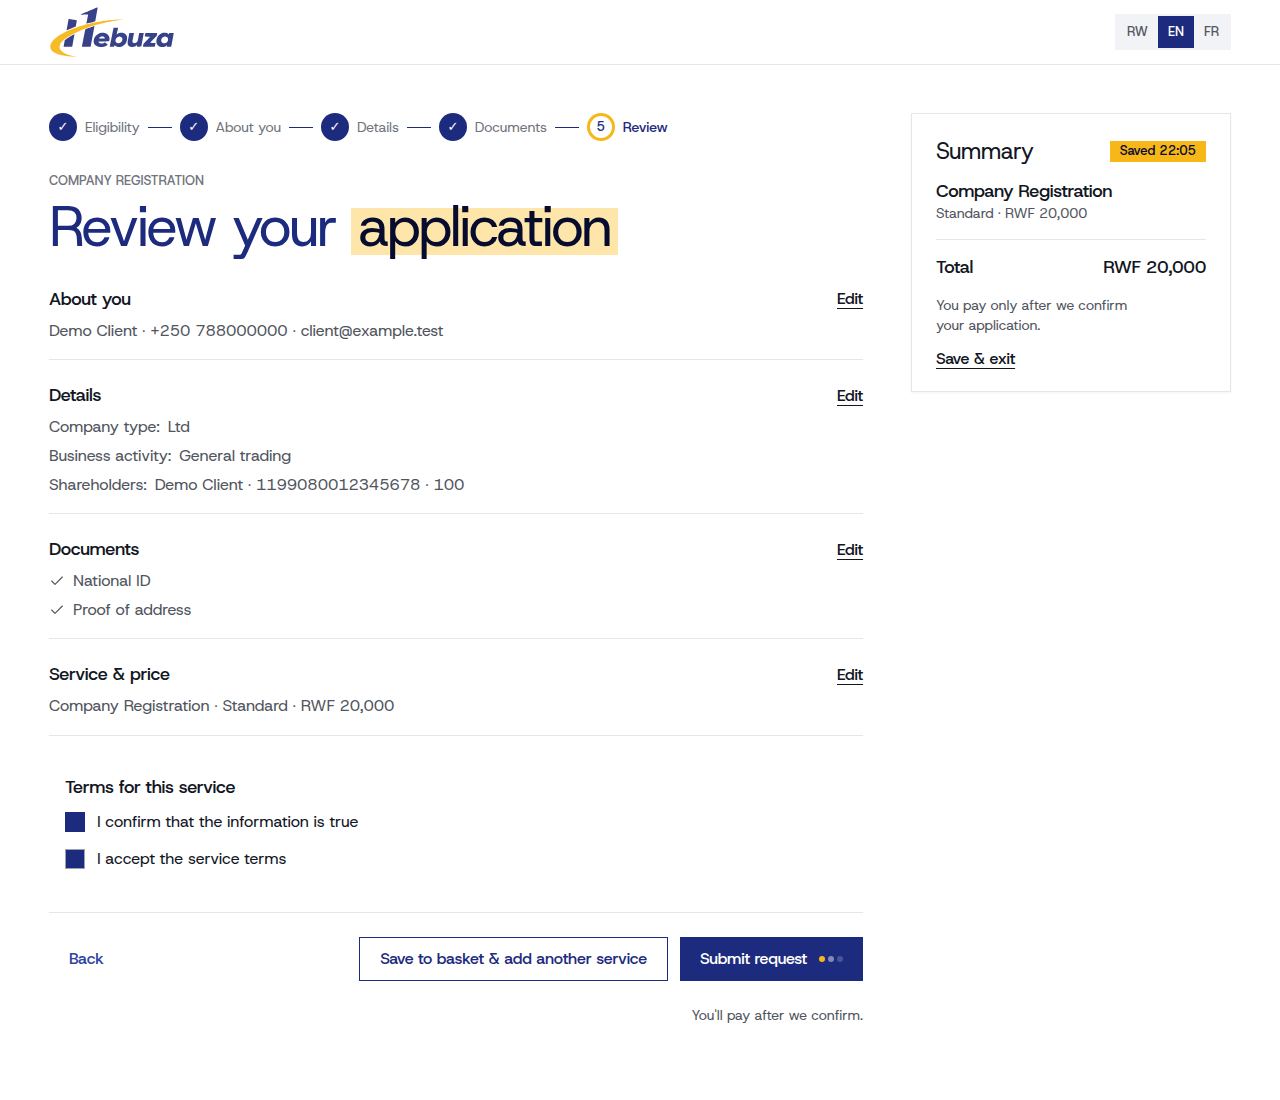 Hebuza
RW EN FR
✓ Eligibility ✓ About you ✓ Details ✓ Documents 5 Review
COMPANY REGISTRATION
Review your application
About you Edit
Demo Client · +250 788000000 · client@example.test
Details Edit
Company type: Ltd
Business activity: General trading
Shareholders: Demo Client · 1199080012345678 · 100
Documents Edit
✓ National ID
✓ Proof of address
Service & price Edit
Company Registration · Standard · RWF 20,000
Terms for this service
I confirm that the information is true
I accept the service terms
Back Save to basket & add another service Submit request
You'll pay after we confirm.
Summary Saved 22:05
Company Registration
Standard · RWF 20,000
Total RWF 20,000
You pay only after we confirm
your application.
Save & exit